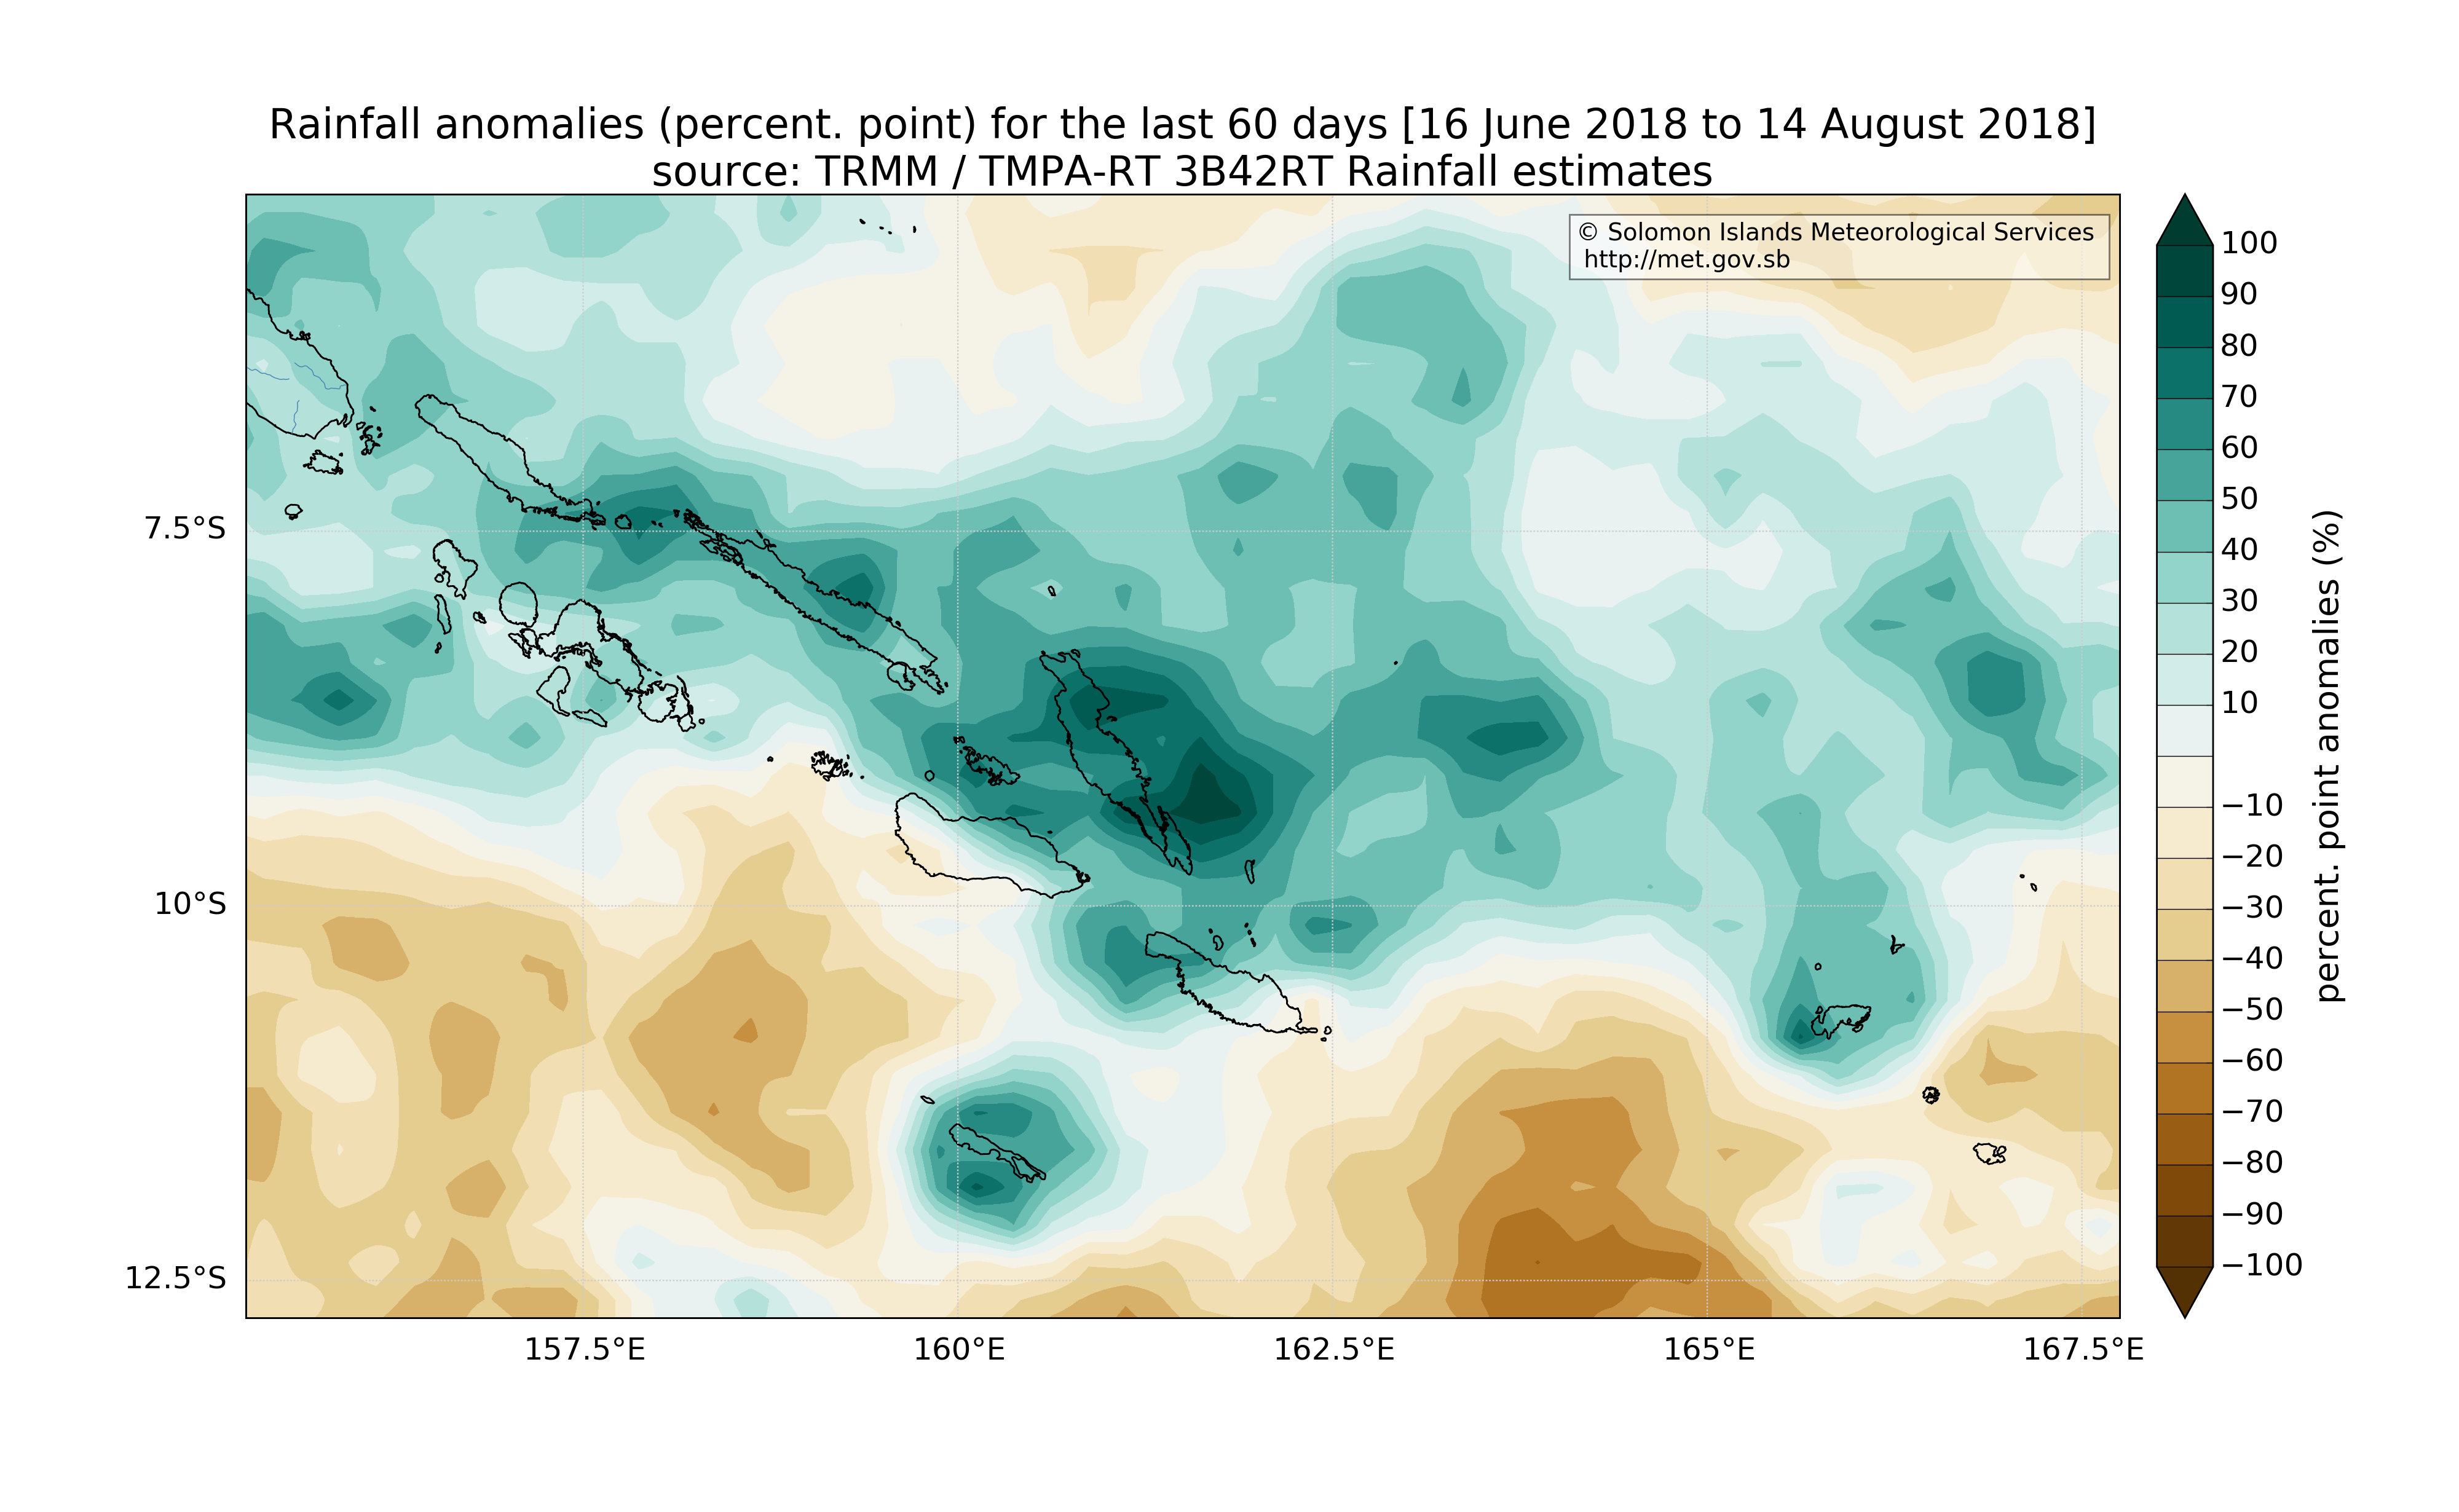 Rainfall anomalies (percent. point) for the last 60 days [16 June 2018 to 14 August 2018]
source: TRMM / TMPA-RT 3B42RT Rainfall estimates
© Solomon Islands Meteorological Services
http://met.gov.sb
7.5°S
10°S
12.5°S
157.5°E
160°E
162.5°E
165°E
167.5°E
100
90
80
70
60
50
40
30
20
10
−10
−20
−30
−40
−50
−60
−70
−80
−90
−100
percent. point anomalies (%)